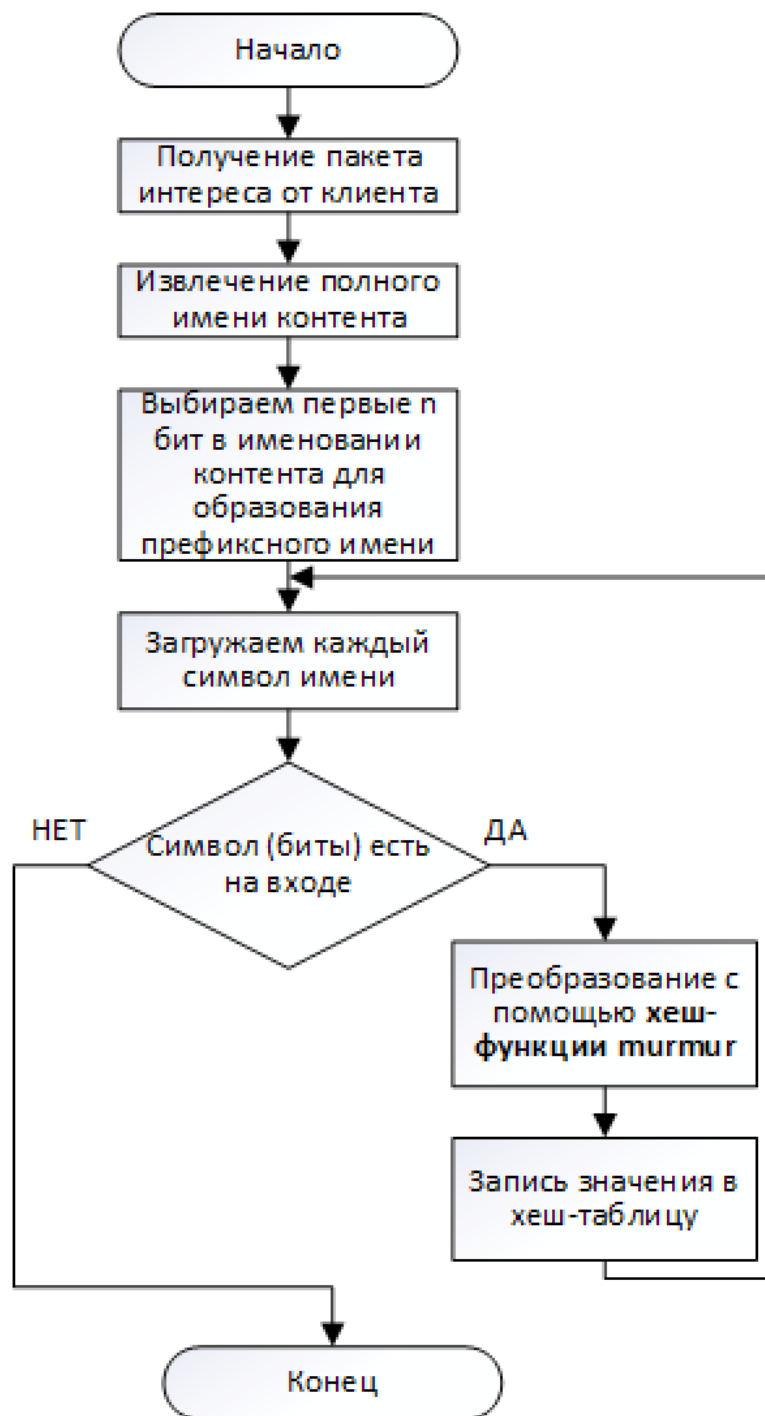 Начало
Получение пакета
интереса от клиента
Извлечение полного
имени контента
Выбираем первые n
бит в именовании
контента для
образования
префиксного имени
Загружаем каждый
символ имени
НЕТ
Символ (биты) есть
на входе
ДА
Преобразование с
помощью хеш-
функции murmur
Запись значения в
хеш-таблицу
Конец